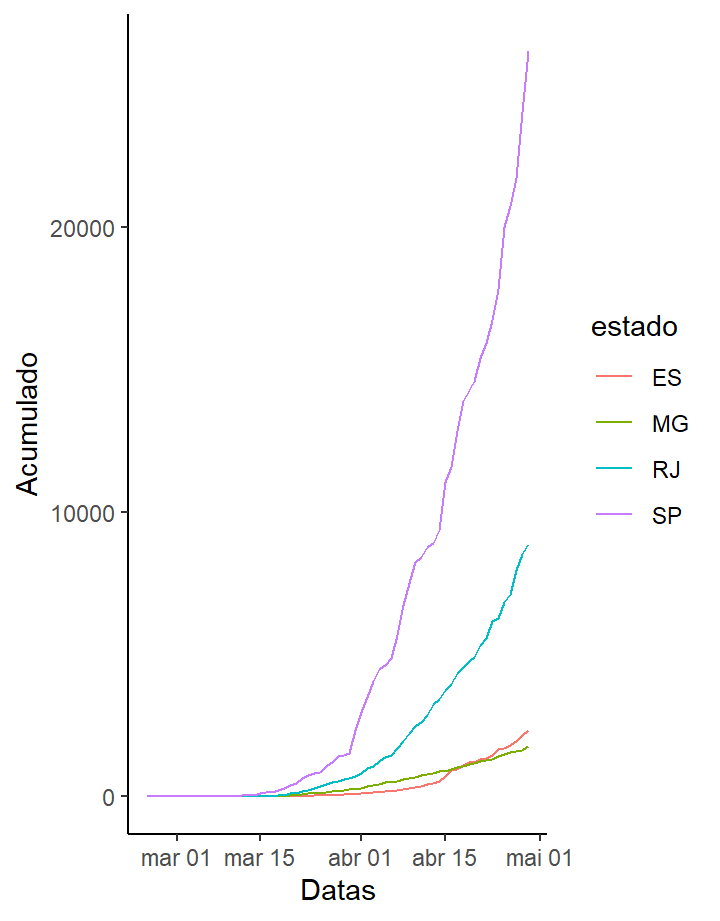 Acumulado
20000
10000
0
mar 01
mar 15
abr 01
abr 15
mai 01
Datas
estado
ES
MG
RJ
SP